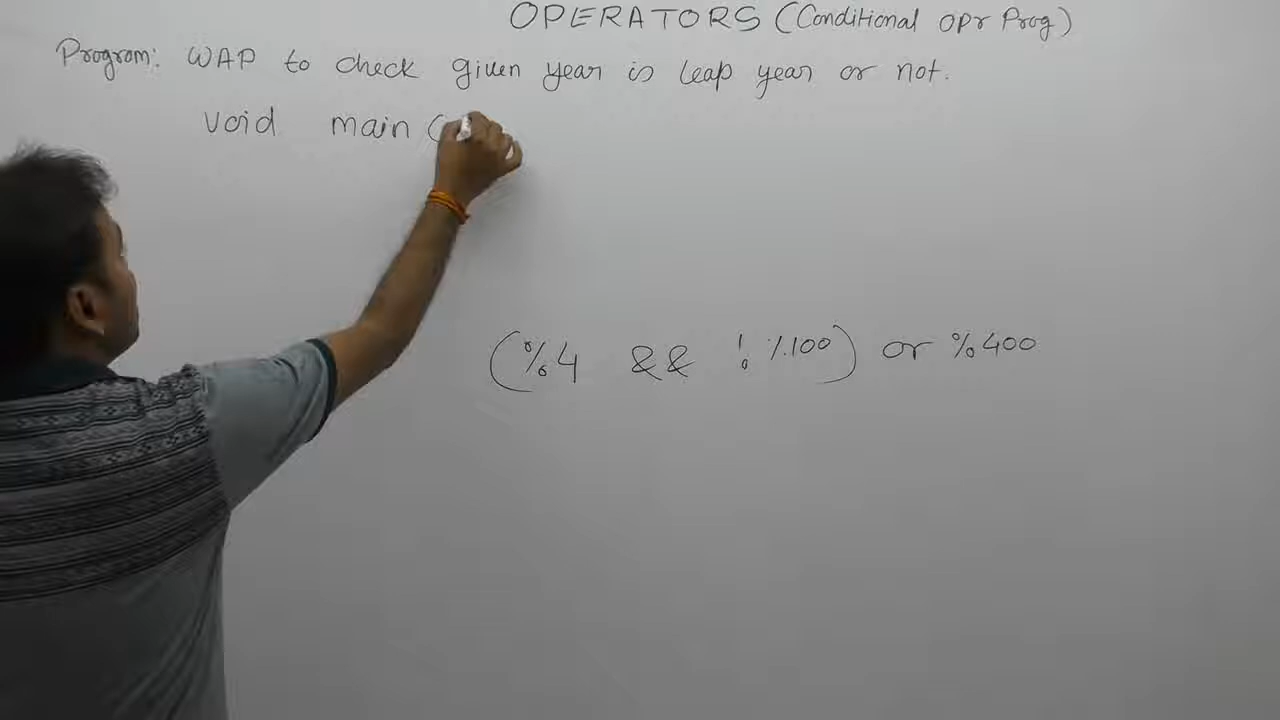 OPERATORS (Conditional opr Prog)
Program: WAP to check given year is leap year or not.
void main (
(%4 && ! %100) or %400